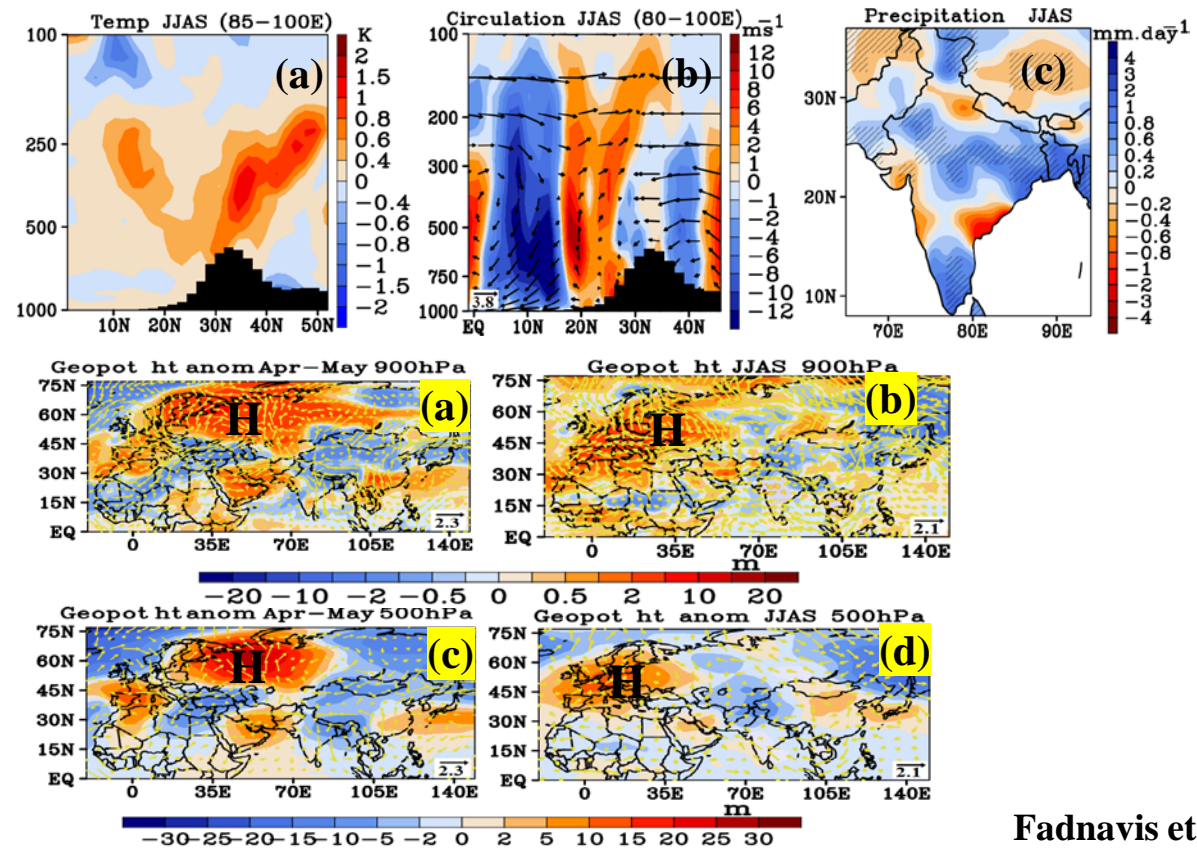 Temp JJAS (85−100E)
K
100
250
500
1000
10N 20N 30N 40N 50N
(a)
2
1.5
1
0.8
0.6
0.4
0
−0.4
−0.6
−0.8
−1
−1.5
−2
Circulation JJAS (80−100E)
ms−1
100
200
300
500
750
1000
EQ 10N 20N 30N 40N
(b)
3.8
12
10
8
6
4
2
1
0
−1
−2
−4
−6
−8
−10
−12
Precipitation JJAS
mm.day−1
30N
20N
10N
70E 80E 90E
(c)
4
3
2
1
0.8
0.4
0.2
0
−0.2
−0.4
−0.6
−0.8
−1
−2
−3
−4
Geopot ht anom Apr−May 900hPa
75N
60N
45N
30N
15N
EQ
0 35E 70E 105E 140E
H
(a)
2.3
Geopot ht JJAS 900hPa
75N
60N
45N
30N
15N
EQ
0 35E 70E 105E 140E
H
(b)
2.1
m
−20 −10 −2 −0.5 0 0.5 2 10 20
Geopot ht anom Apr−May 500hPa
75N
60N
45N
30N
15N
EQ
0 35E 70E 105E 140E
H
(c)
2.3
Geopot ht anom JJAS 500hPa
75N
60N
45N
30N
15N
EQ
0 35E 70E 105E 140E
H
(d)
2.1
m
−30−25−20−15−10 −5 −2 0 2 5 10 15 20 25 30
Fadnavis et